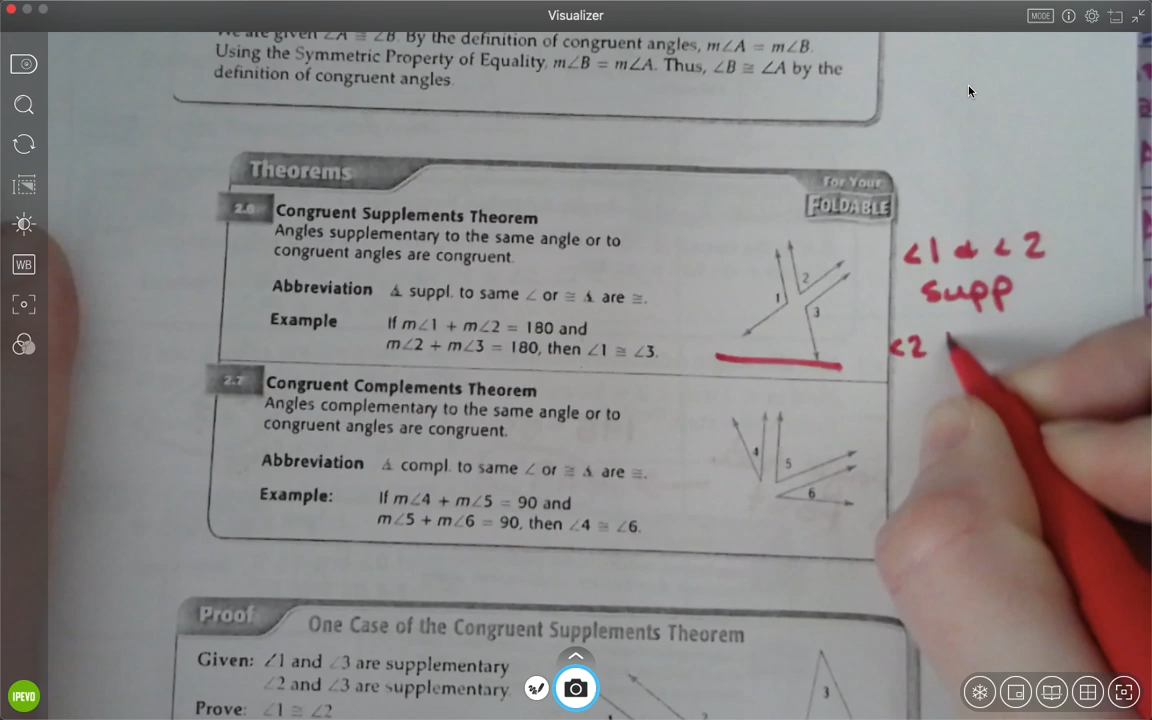 Visualizer
MODE
We are given ∠A ≅ ∠B. By the definition of congruent angles, m∠A = m∠B.
Using the Symmetric Property of Equality, m∠B = m∠A. Thus, ∠B ≅ ∠A by the
definition of congruent angles.
Theorems
For Your
FOLDABLE
2.6 Congruent Supplements Theorem
Angles supplementary to the same angle or to
congruent angles are congruent.
Abbreviation ∡ suppl. to same ∠ or ≅ ∡ are ≅.
Example If m∠1 + m∠2 = 180 and
m∠2 + m∠3 = 180, then ∠1 ≅ ∠3.
1
2
3
<1 & <2
supp
<2
2.7 Congruent Complements Theorem
Angles complementary to the same angle or to
congruent angles are congruent.
Abbreviation ∡ compl. to same ∠ or ≅ ∡ are ≅.
Example: If m∠4 + m∠5 = 90 and
m∠5 + m∠6 = 90, then ∠4 ≅ ∠6.
4
5
6
Proof One Case of the Congruent Supplements Theorem
Given: ∠1 and ∠3 are supplementary
∠2 and ∠3 are supplementary.
Prove: ∠1 ≅ ∠2
3
WB
IPEVO